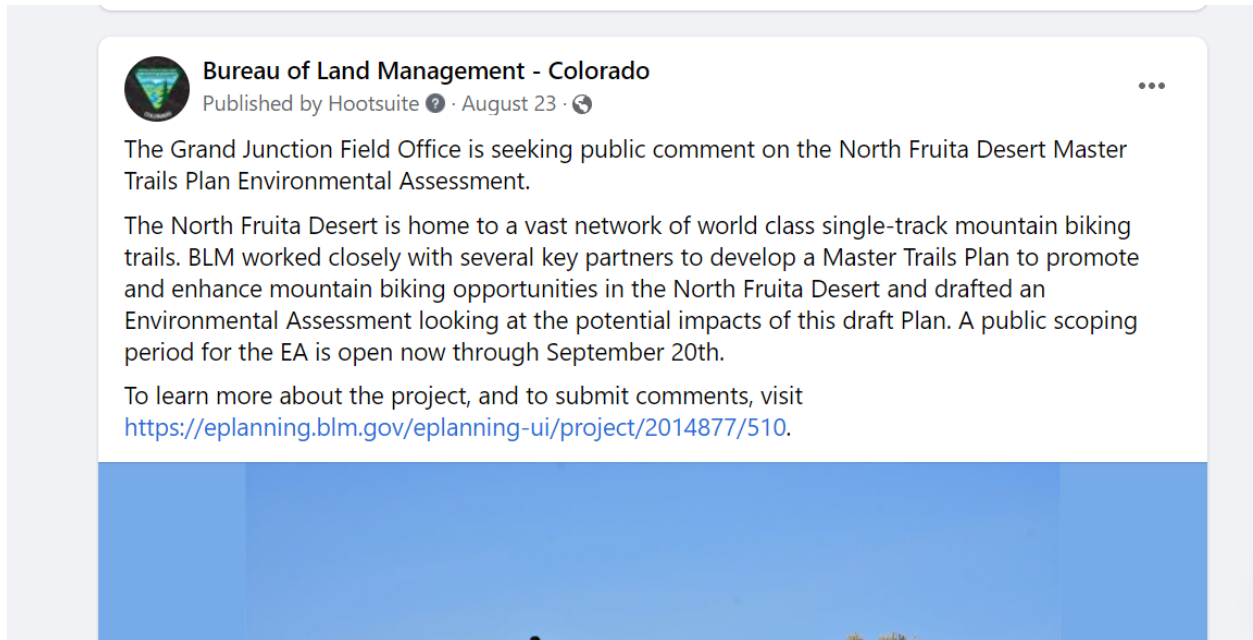 Bureau of Land Management - Colorado
Published by Hootsuite ? · August 23 ·
The Grand Junction Field Office is seeking public comment on the North Fruita Desert Master
Trails Plan Environmental Assessment.
The North Fruita Desert is home to a vast network of world class single-track mountain biking
trails. BLM worked closely with several key partners to develop a Master Trails Plan to promote
and enhance mountain biking opportunities in the North Fruita Desert and drafted an
Environmental Assessment looking at the potential impacts of this draft Plan. A public scoping
period for the EA is open now through September 20th.
To learn more about the project, and to submit comments, visit
https://eplanning.blm.gov/eplanning-ui/project/2014877/510.